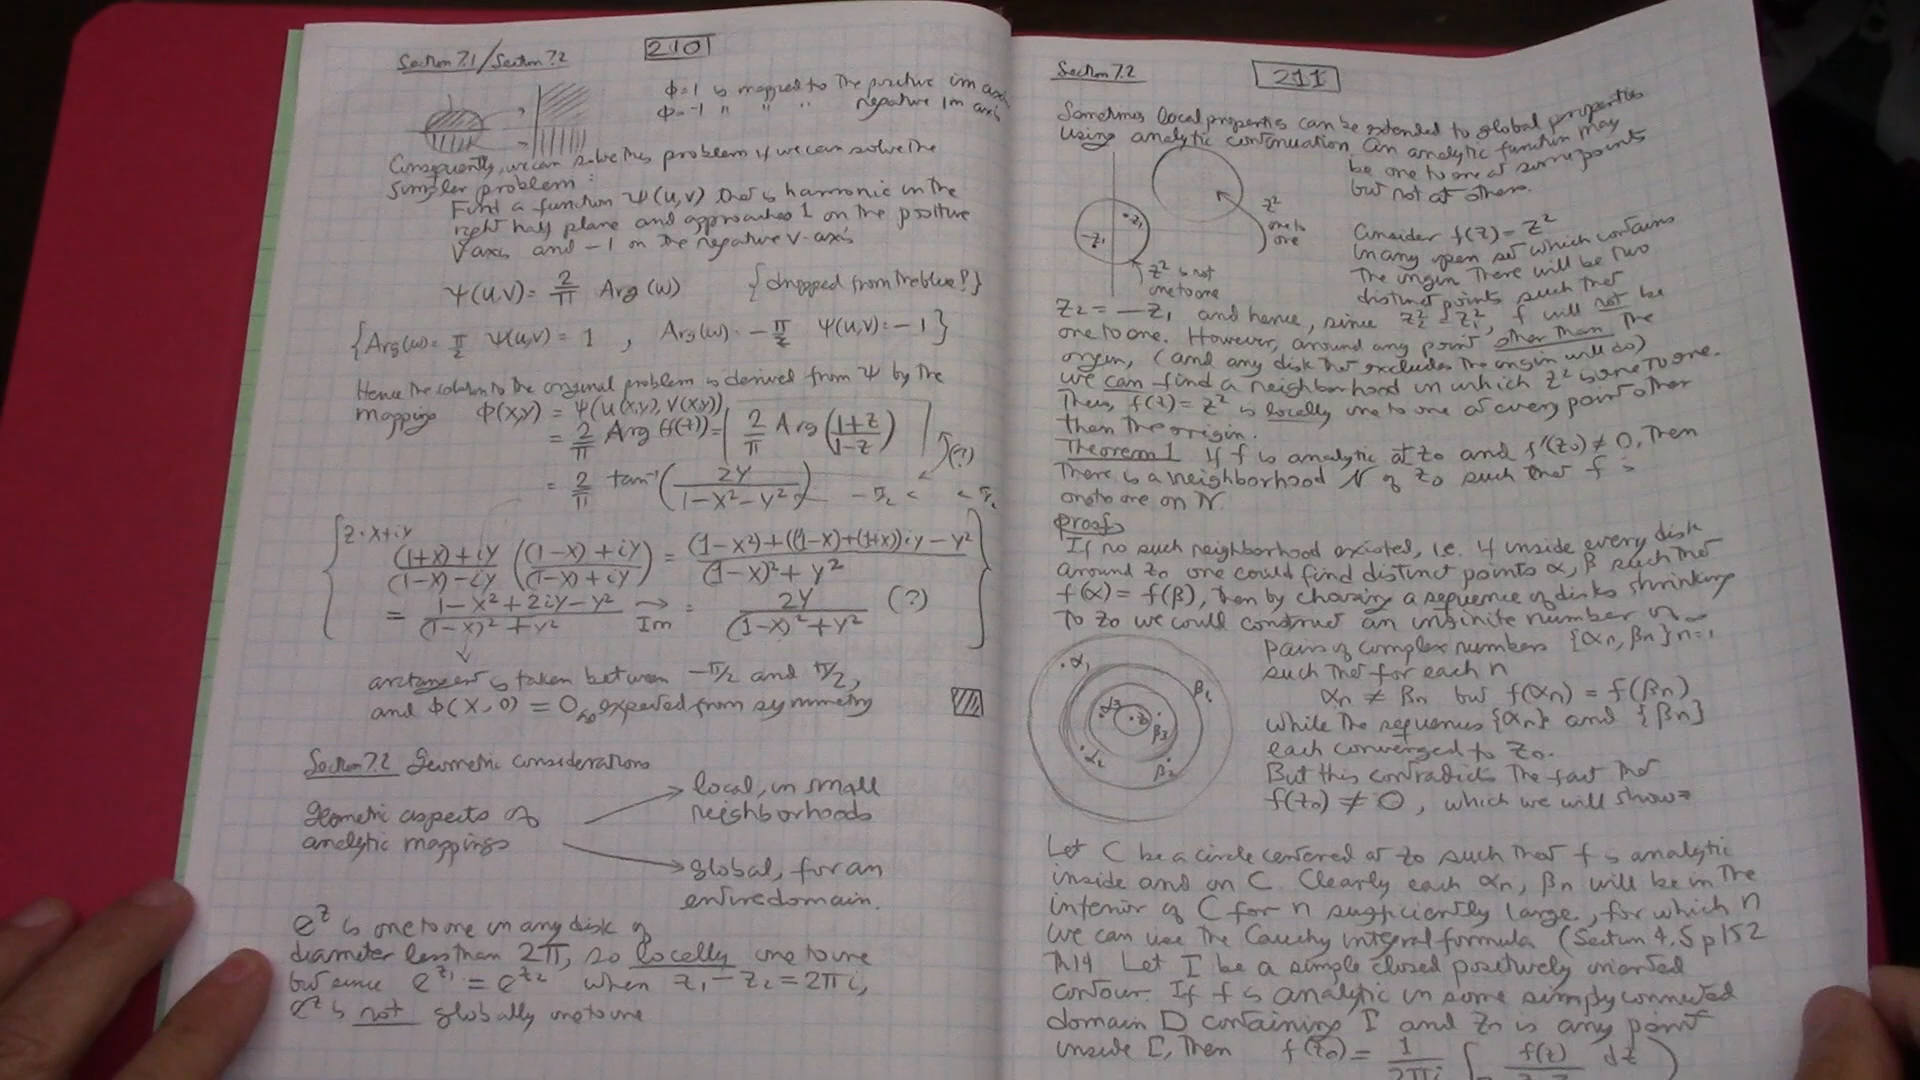 Section 7.1/Section 7.2
210
Φ=1 is mapped to the positive im axis
Φ=-1 " " " negative im axis
Consequently, we can solve this problem if we can solve the
simpler problem:
Find a function Ψ(u,v) that is harmonic in the
right half plane and approaches 1 on the positive
V axis and -1 on the negative V-axis
Ψ(u,v) = 2/π Arg(w) {dropped from the blue?}
{Arg(w)= π/2 Ψ(u,v) = 1 , Arg(w) = -π/2 Ψ(u,v) = -1}
Hence the solution to the original problem is derived from Ψ by the
mapping Φ(x,y) = Ψ(u(x,y), v(x,y))
= 2/π Arg(f(z)) = 2/π Arg((1+z)/(1-z))
(?)
= 2/π tan⁻¹(2y/(1-x²-y²)) -π/2 < < π/2
{z=x+iy
((1+x)+iy)/((1-x)-iy) (((1-x)+iy)/((1-x)+iy)) = ((1-x²)+((1-x)+(1+x))iy-y²)/((1-x)²+y²)
= (1-x²+2iy-y²)/((1-x)²+y²) → Im = 2y/((1-x)²+y²) (?)}
arctangent is taken between -π/2 and π/2,
and Φ(x,0) = 0, as expected from symmetry
Section 7.2 Geometric considerations
local, in small
neighborhoods
Geometric aspects of
analytic mappings
global, for an
entire domain.
e^z is one to one in any disk of
diameter less than 2π, so locally one to one
but since e^z₁ = e^z₂ when z₁-z₂ = 2πi,
e^z is not globally one to one
Section 7.2
211
Sometimes local properties can be extended to global properties
using analytic continuation. An analytic function may
be one to one at some points
but not at others.
z²
one to
one
·z₁
-z₁
z² is not
one to one
Consider f(z) = z²
In any open set which contains
the origin there will be two
distinct points such that
z₂ = -z₁ and hence, since z₂² = z₁², f will not be
one to one. However, around any point other than the
origin, (and any disk that excludes the origin will do)
we can find a neighborhood in which z² is one to one.
Thus, f(z) = z² is locally one to one at every point other
than the origin.
Theorem 1 If f is analytic at z₀ and f'(z₀) ≠ 0, then
there is a neighborhood N of z₀ such that f is
one to one on N.
proof>
If no such neighborhood existed, i.e. if inside every disk
around z₀ one could find distinct points α, β such that
f(α) = f(β), then by choosing a sequence of disks shrinking
to z₀ we could construct an infinite number of
pairs of complex numbers {αₙ, βₙ}ₙ₌₁^∞
such that for each n
αₙ ≠ βₙ but f(αₙ) = f(βₙ)
while the sequences {αₙ} and {βₙ}
each converged to z₀.
But this contradicts the fact that
f(z₀) ≠ 0, which we will show>
·α₁
β₁
α₃
·z₀
β₃
α₂
β₂
Let C be a circle centered at z₀ such that f is analytic
inside and on C. Clearly each αₙ, βₙ will be in the
interior of C for n sufficiently large, for which n
we can use the Cauchy integral formula (Section 4.5 p152
Th14 Let Γ be a simple closed positively oriented
contour. If f is analytic in some simply connected
domain D containing Γ and z₀ is any point
inside Γ, then f(z₀) = 1/2πi ∫ f(z)/z-z₀ dz)